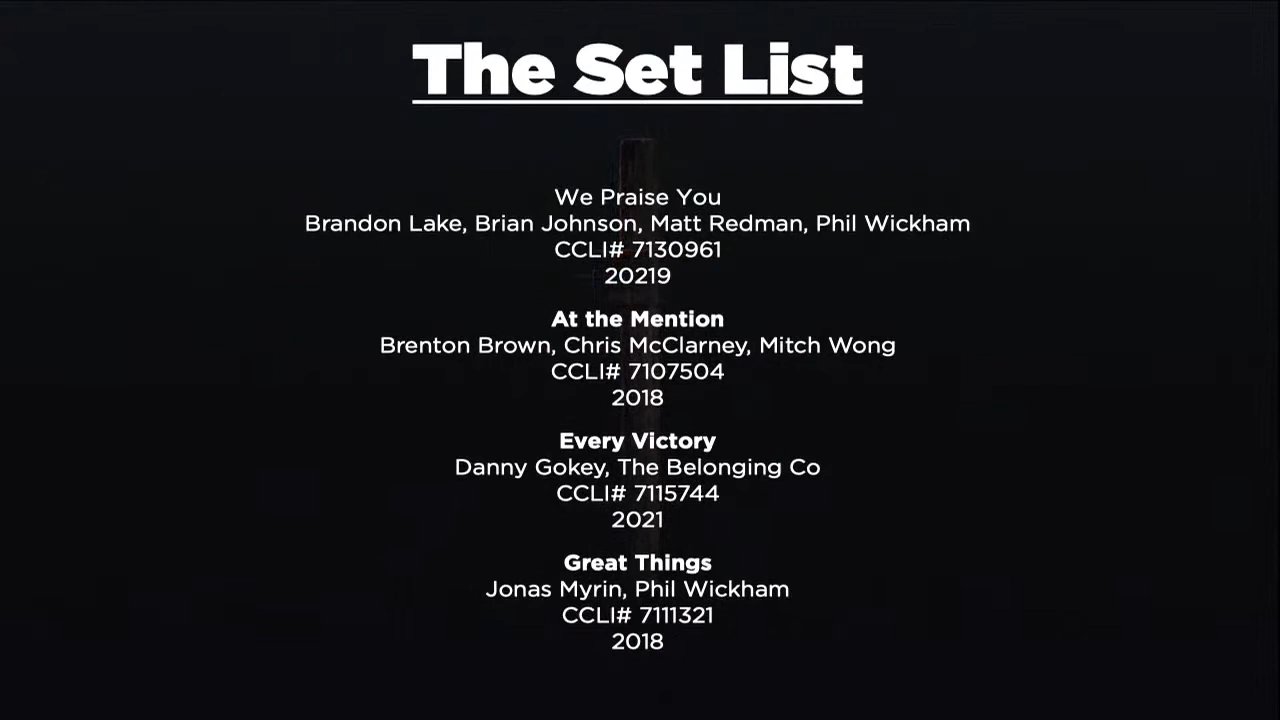 The Set List
We Praise You
Brandon Lake, Brian Johnson, Matt Redman, Phil Wickham
CCLI# 7130961
20219
At the Mention
Brenton Brown, Chris McClarney, Mitch Wong
CCLI# 7107504
2018
Every Victory
Danny Gokey, The Belonging Co
CCLI# 7115744
2021
Great Things
Jonas Myrin, Phil Wickham
CCLI# 7111321
2018